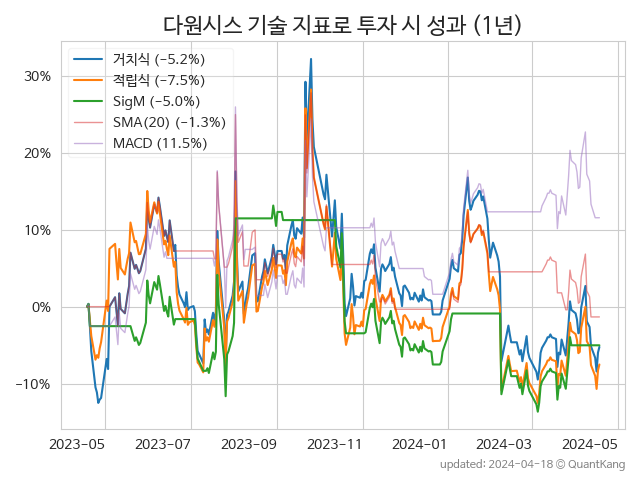 다원시스 기술 지표로 투자 시 성과 (1년)
거치식 (−5.2%)
적립식 (−7.5%)
SigM (−5.0%)
SMA(20) (−1.3%)
MACD (11.5%)
30%
20%
10%
0%
−10%
2023-05 2023-07 2023-09 2023-11 2024-01 2024-03 2024-05
updated: 2024-04-18 © QuantKang